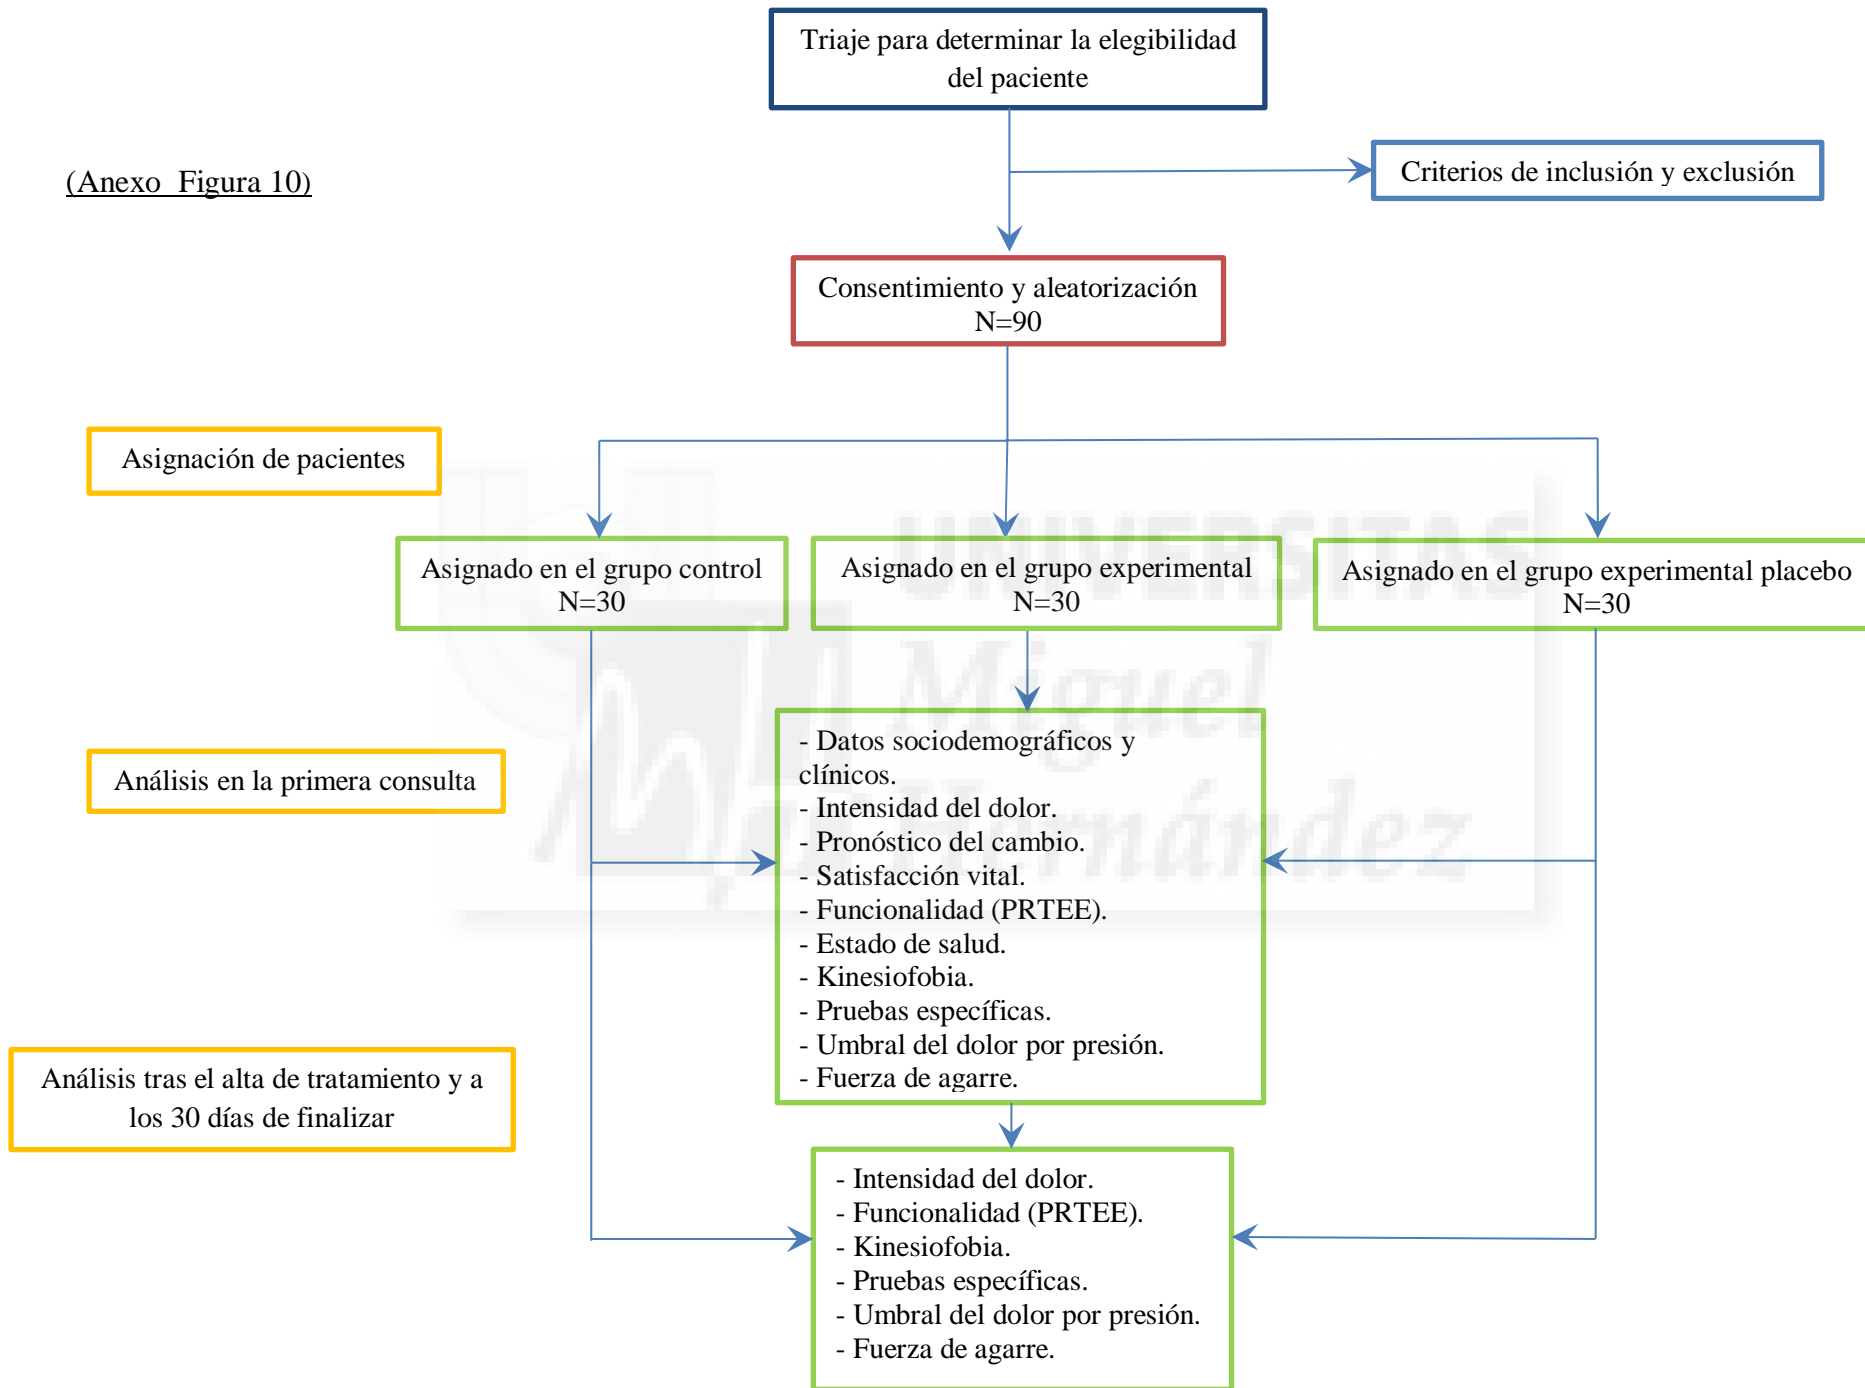 Triaje para determinar la elegibilidad
del paciente
(Anexo  Figura 10)
Criterios de inclusión y exclusión
Consentimiento y aleatorización
N=90
Asignación de pacientes
Asignado en el grupo control
N=30
Asignado en el grupo experimental
N=30
Asignado en el grupo experimental placebo
N=30
UNIVERSITAS
Miguel
Hernández
Análisis en la primera consulta
- Datos sociodemográficos y
clínicos.
- Intensidad del dolor.
- Pronóstico del cambio.
- Satisfacción vital.
- Funcionalidad (PRTEE).
- Estado de salud.
- Kinesiofobia.
- Pruebas específicas.
- Umbral del dolor por presión.
- Fuerza de agarre.
Análisis tras el alta de tratamiento y a
los 30 días de finalizar
- Intensidad del dolor.
- Funcionalidad (PRTEE).
- Kinesiofobia.
- Pruebas específicas.
- Umbral del dolor por presión.
- Fuerza de agarre.